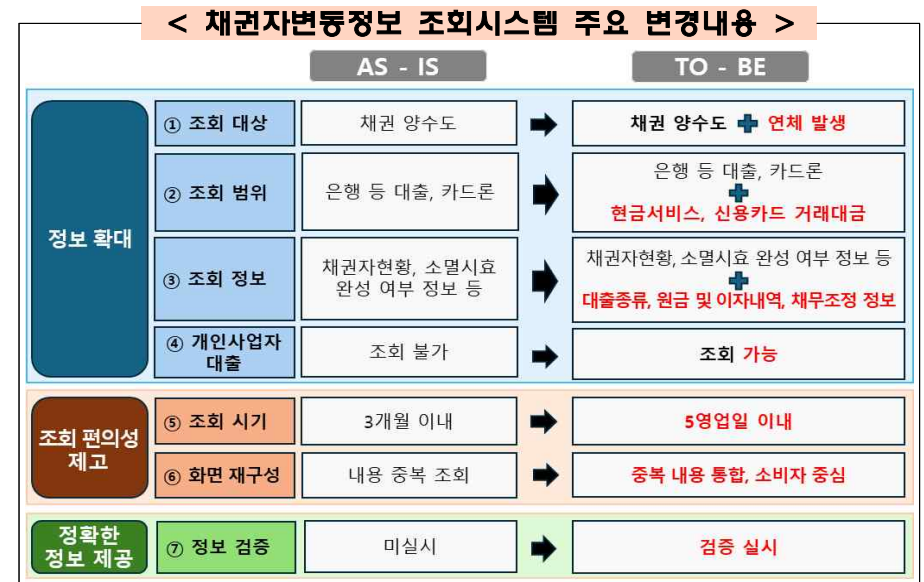 < 채권자변동정보 조회시스템 주요 변경내용 >
AS - IS
TO - BE
정보 확대
① 조회 대상
채권 양수도
채권 양수도 + 연체 발생
② 조회 범위
은행 등 대출, 카드론
은행 등 대출, 카드론
+
현금서비스, 신용카드 거래대금
③ 조회 정보
채권자현황, 소멸시효
완성 여부 정보 등
채권자현황, 소멸시효 완성 여부 정보 등
+
대출종류, 원금 및 이자내역, 채무조정 정보
④ 개인사업자
대출
조회 불가
조회 가능
조회 편의성
제고
⑤ 조회 시기
3개월 이내
5영업일 이내
⑥ 화면 재구성
내용 중복 조회
중복 내용 통합, 소비자 중심
정확한
정보 제공
⑦ 정보 검증
미실시
검증 실시